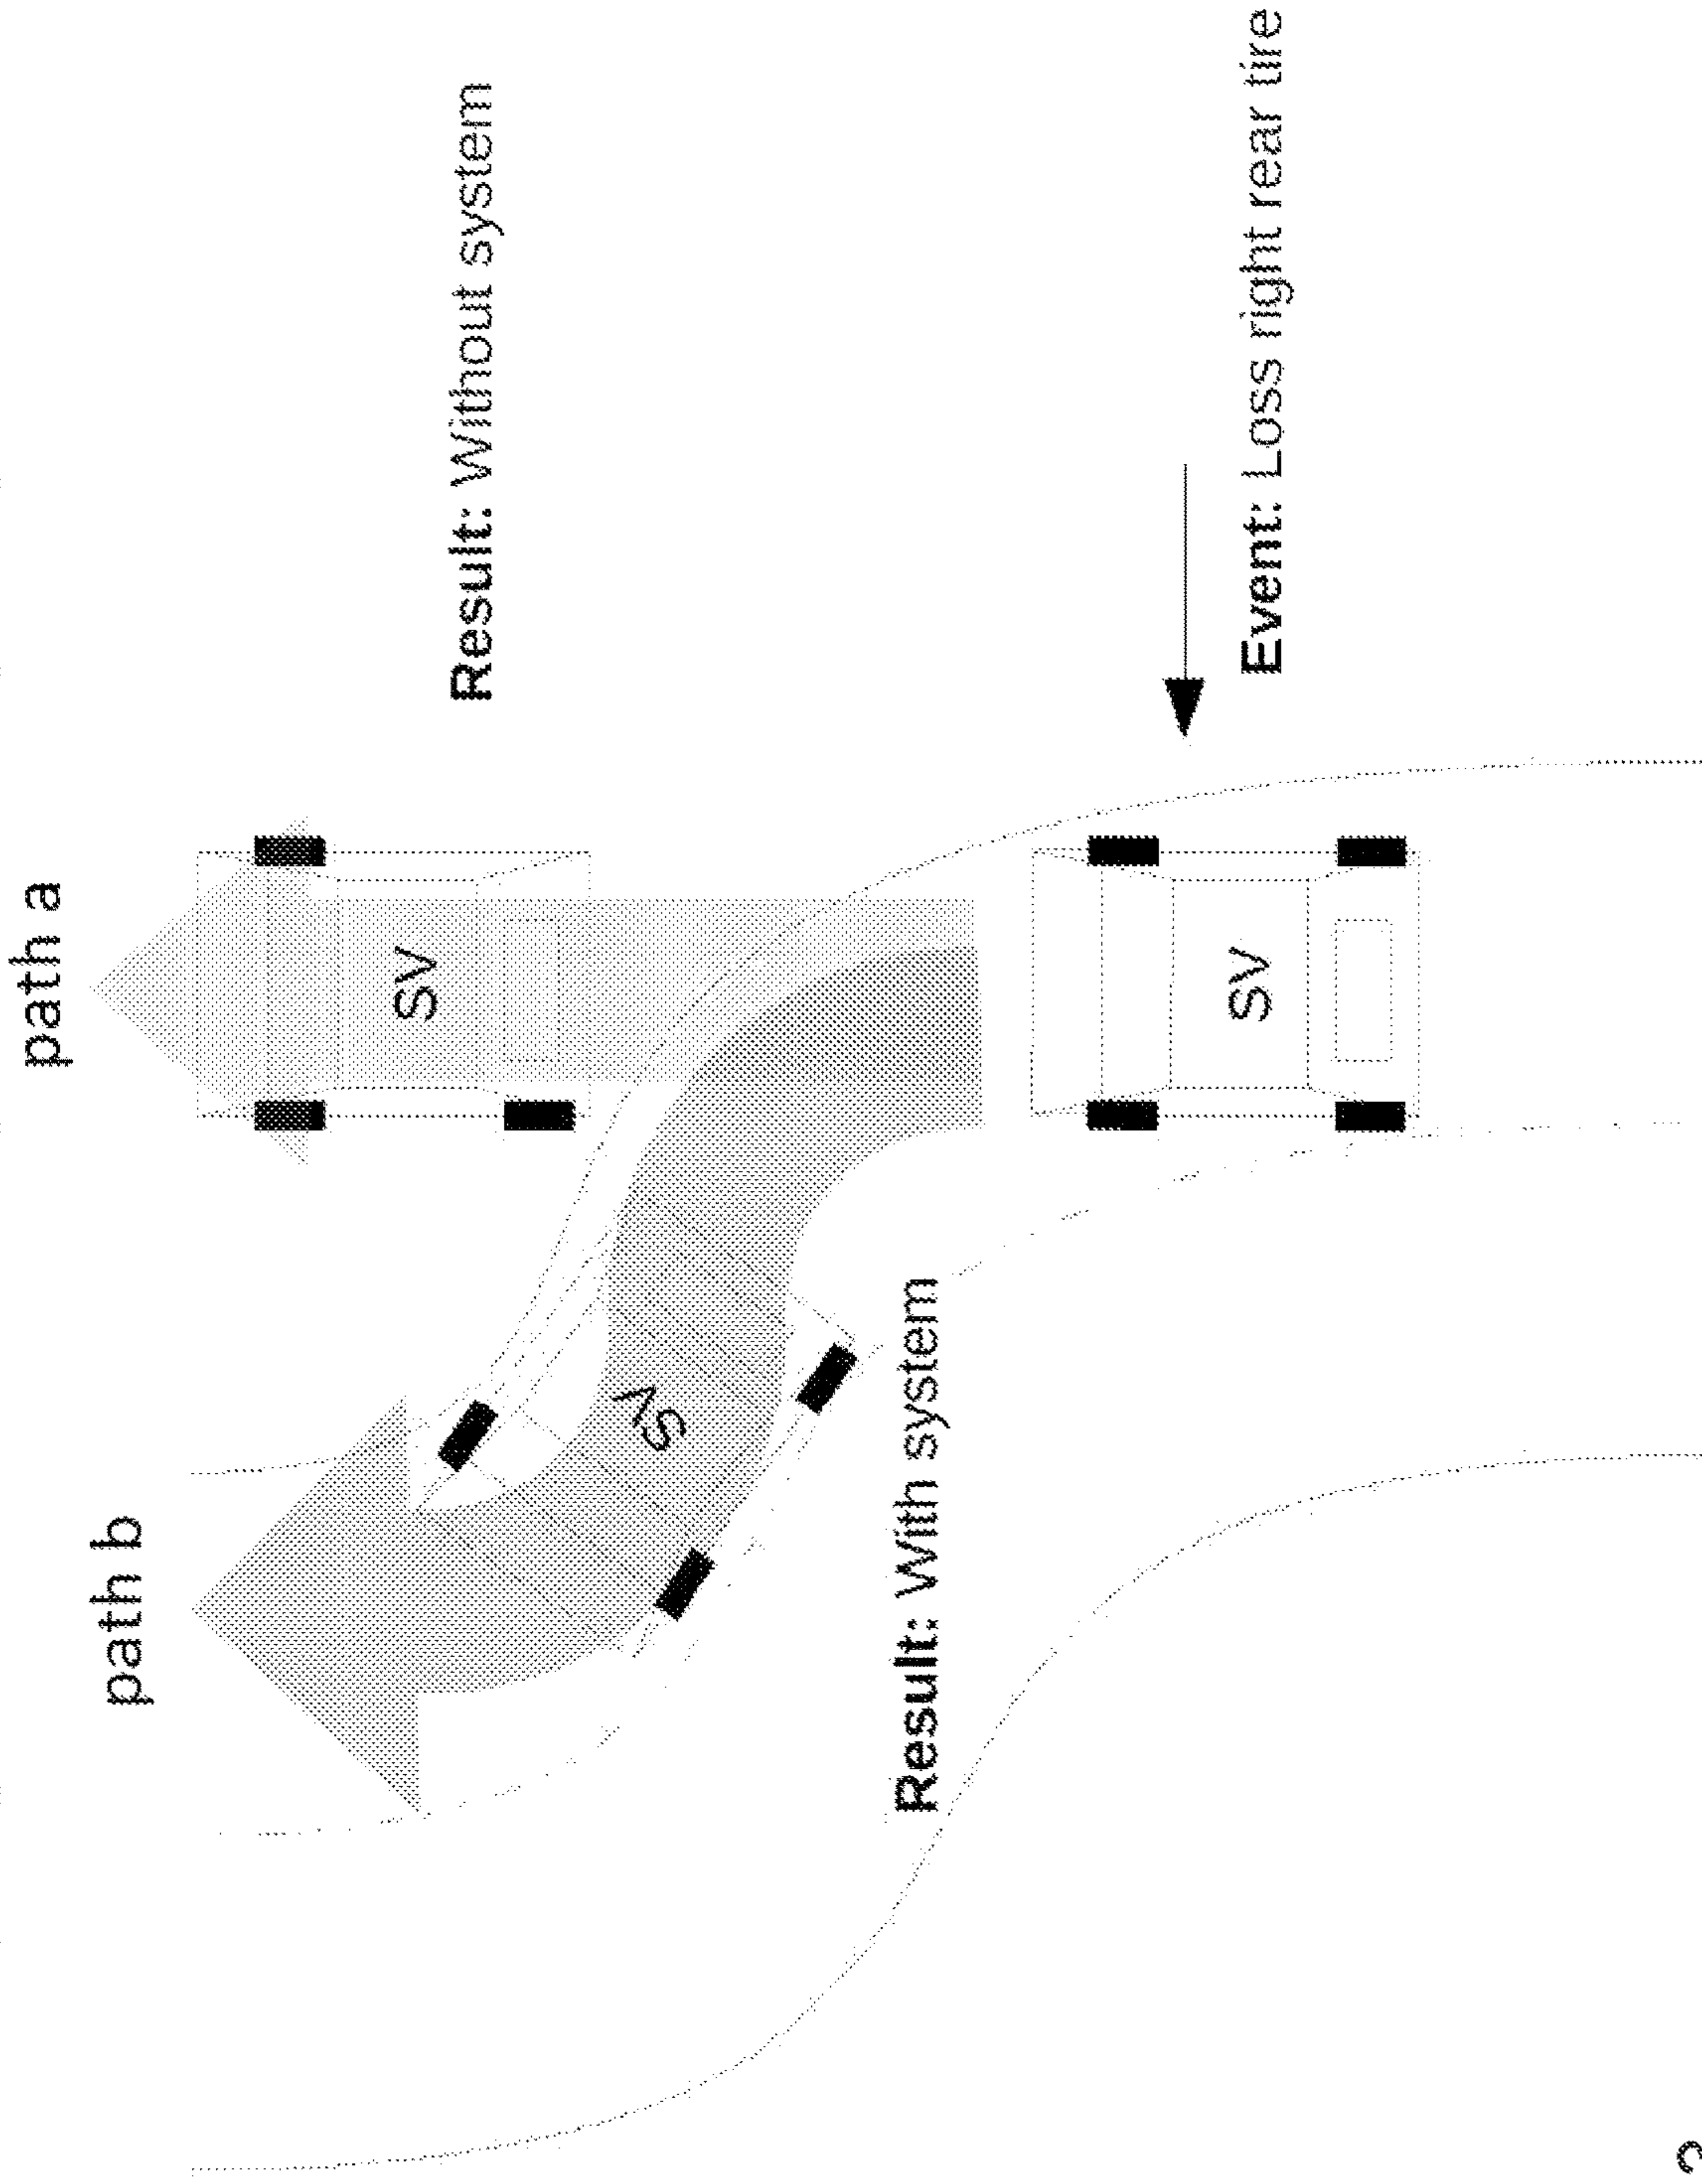 path a
SV
Result: Without system
path b
SV
Result: With system
SV
Event: Loss right rear tire